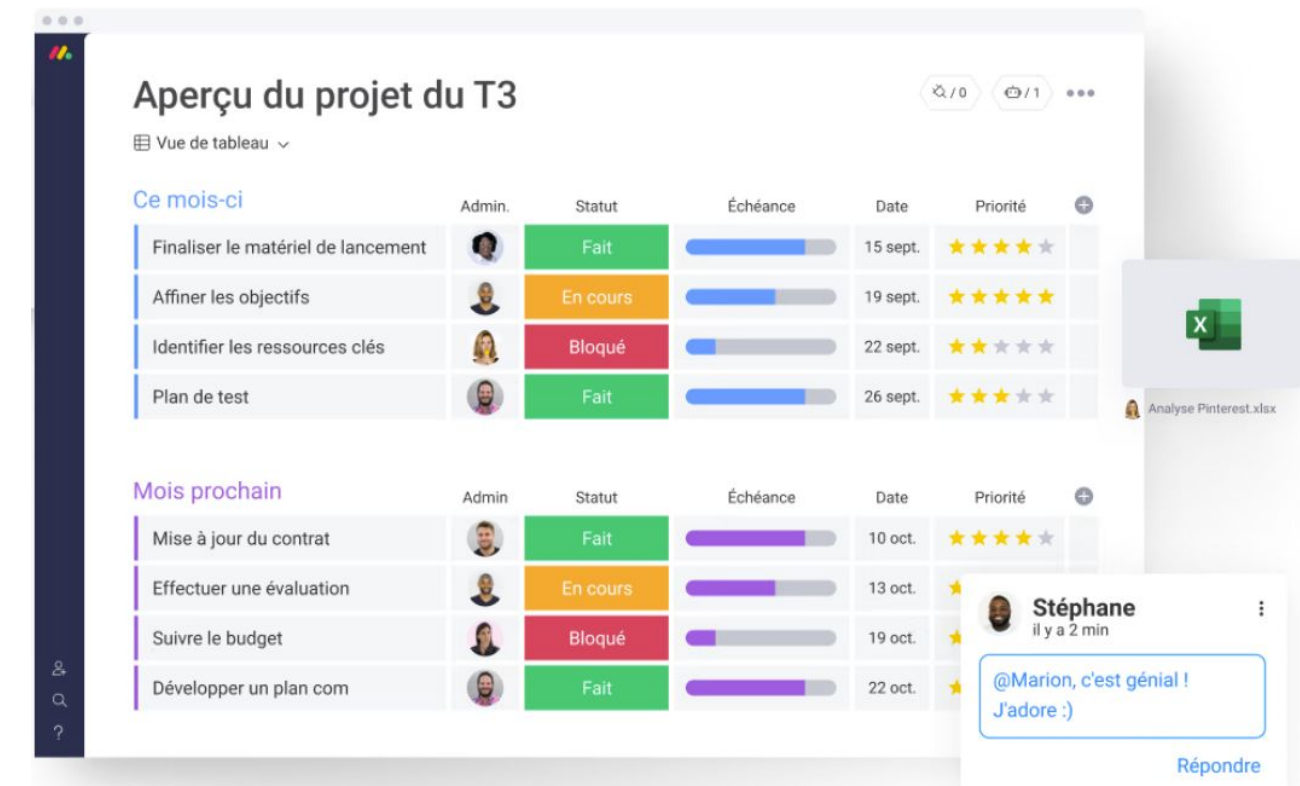 Aperçu du projet du T3
/ 0
/ 1
Vue de tableau
Ce mois-ci Admin. Statut Échéance Date Priorité
Finaliser le matériel de lancement Fait 15 sept.
Affiner les objectifs En cours 19 sept.
Identifier les ressources clés Bloqué 22 sept.
Plan de test Fait 26 sept.
X
Analyse Pinterest.xlsx
Mois prochain Admin Statut Échéance Date Priorité
Mise à jour du contrat Fait 10 oct.
Effectuer une évaluation En cours 13 oct.
Suivre le budget Bloqué 19 oct.
Développer un plan com Fait 22 oct.
Stéphane
il y a 2 min
@Marion, c'est génial !
J'adore :)
Répondre
?